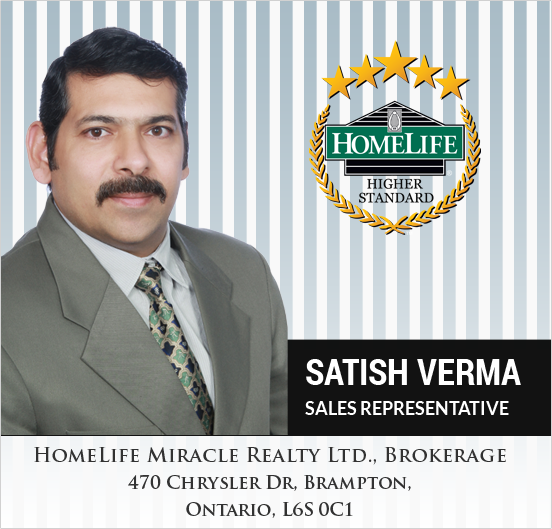 HOMELIFE
HIGHER
STANDARD
SATISH VERMA
SALES REPRESENTATIVE
HOMELIFE MIRACLE REALTY LTD., BROKERAGE
470 CHRYSLER DR, BRAMPTON,
ONTARIO, L6S 0C1